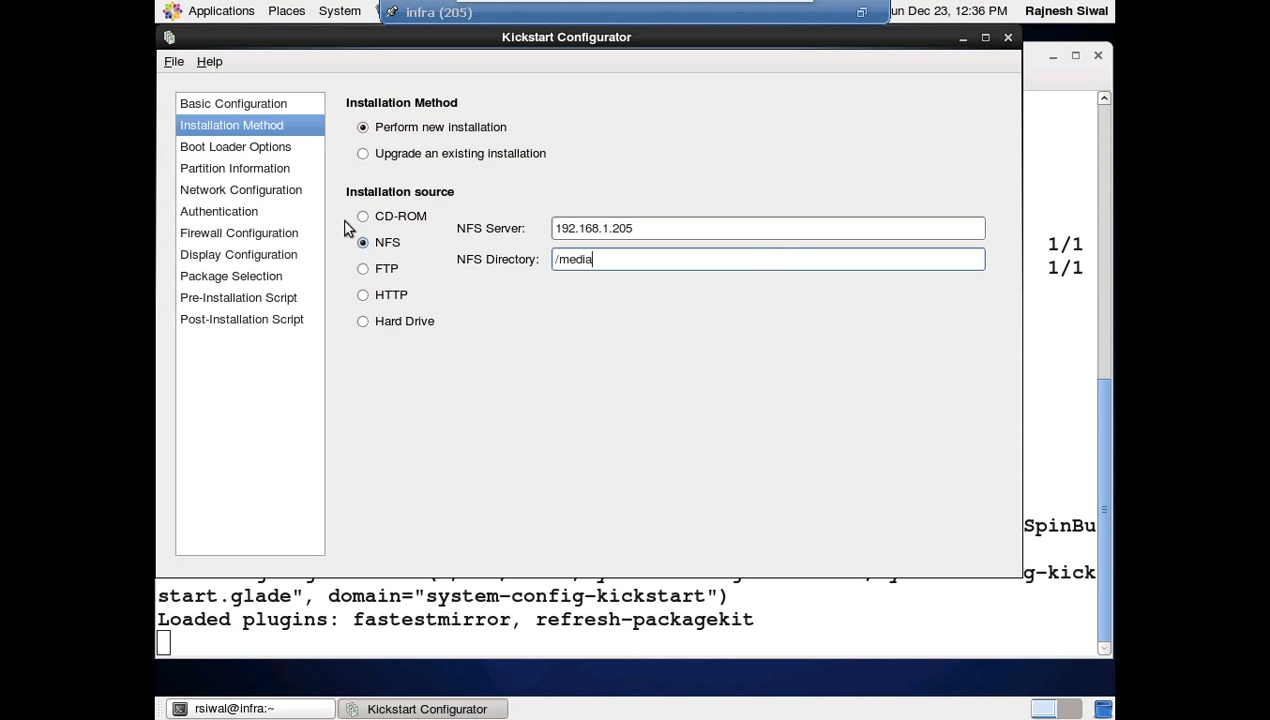 Applications Places System
infra (205)
un Dec 23, 12:36 PM Rajnesh Siwal
Kickstart Configurator
File Help
Basic Configuration
Installation Method
Boot Loader Options
Partition Information
Network Configuration
Authentication
Firewall Configuration
Display Configuration
Package Selection
Pre-Installation Script
Post-Installation Script
Installation Method
Perform new installation
Upgrade an existing installation
Installation source
CD-ROM
NFS
FTP
HTTP
Hard Drive
NFS Server: 192.168.1.205
NFS Directory: /media
1/1
1/1
SpinBu
g-kick
start.glade", domain="system-config-kickstart")
Loaded plugins: fastestmirror, refresh-packagekit
rsiwal@infra:~
Kickstart Configurator